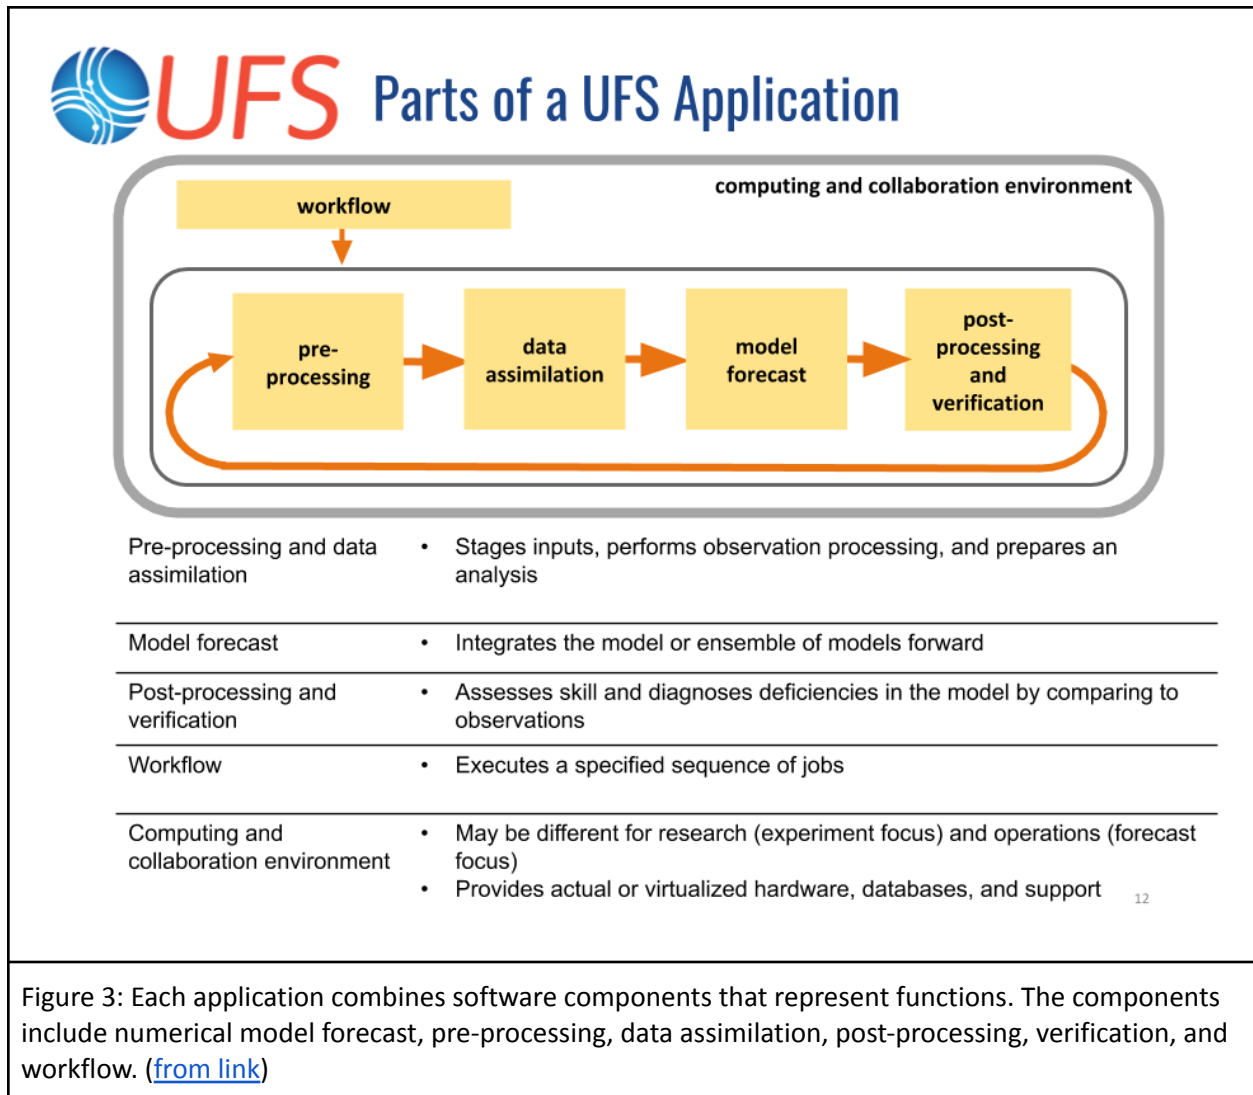 UFS Parts of a UFS Application
computing and collaboration environment
workflow
pre-
processing
data
assimilation
model
forecast
post-
processing
and
verification
Pre-processing and data
assimilation
• Stages inputs, performs observation processing, and prepares an
analysis
Model forecast
• Integrates the model or ensemble of models forward
Post-processing and
verification
• Assesses skill and diagnoses deficiencies in the model by comparing to
observations
Workflow
• Executes a specified sequence of jobs
Computing and
collaboration environment
• May be different for research (experiment focus) and operations (forecast
focus)
• Provides actual or virtualized hardware, databases, and support
12
Figure 3: Each application combines software components that represent functions. The components
include numerical model forecast, pre-processing, data assimilation, post-processing, verification, and
workflow. (from link)